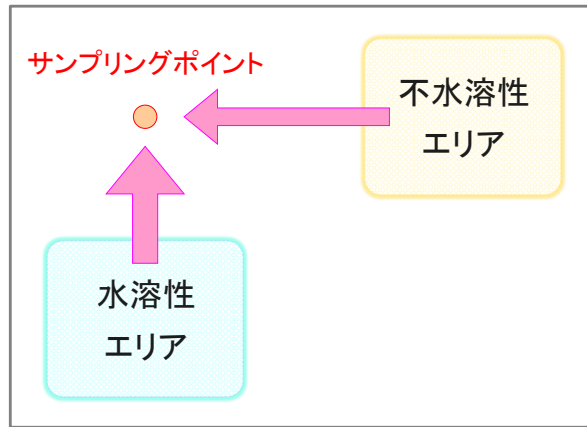 サンプリングポイント
不水溶性
エリア
水溶性
エリア